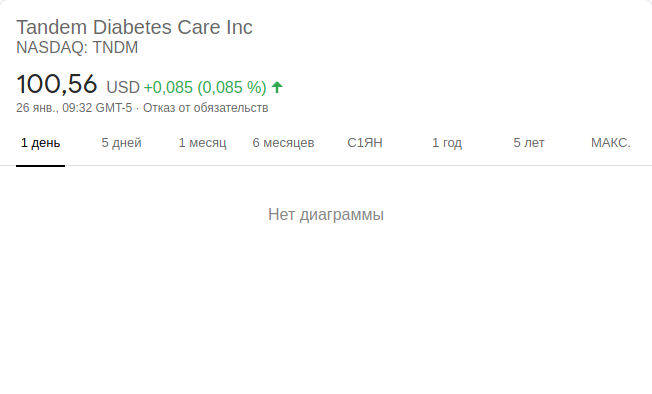 Tandem Diabetes Care Inc
NASDAQ: TNDM
100,56 USD +0,085 (0,085 %)
26 янв., 09:32 GMT-5 · Отказ от обязательств
1 день 5 дней 1 месяц 6 месяцев С1ЯН 1 год 5 лет МАКС.
Нет диаграммы